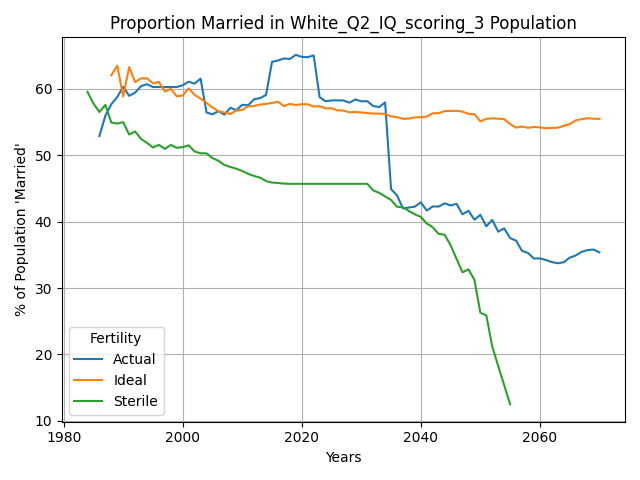 Proportion Married in White_Q2_IQ_scoring_3 Population
% of Population 'Married'
60
50
40
30
20
10
Fertility
Actual
Ideal
Sterile
1980
2000
2020
2040
2060
Years